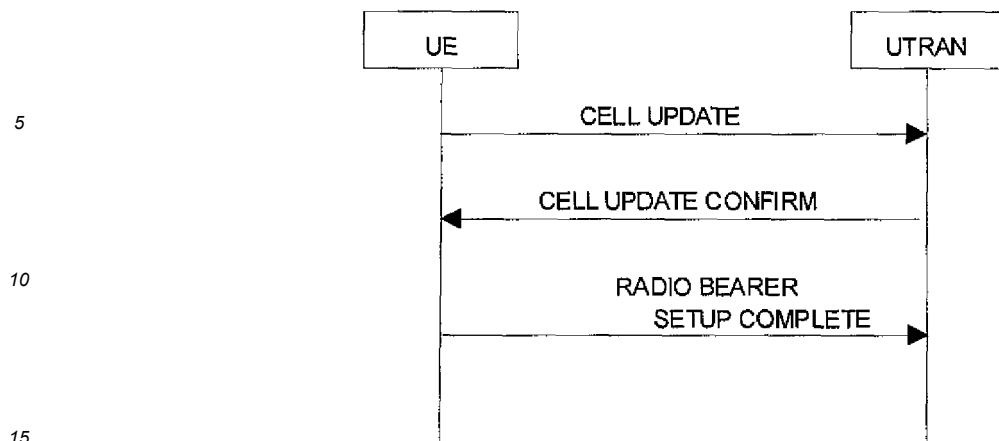 UE
UTRAN
5
CELL UPDATE
CELL UPDATE CONFIRM
10
RADIO BEARER
SETUP COMPLETE
15